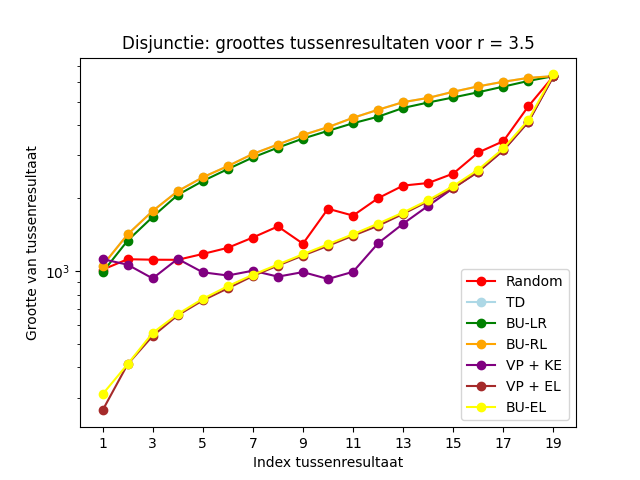 Disjunctie: groottes tussenresultaten voor r = 3.5
Grootte van tussenresultaat
10³
Random
TD
BU-LR
BU-RL
VP + KE
VP + EL
BU-EL
1 3 5 7 9 11 13 15 17 19
Index tussenresultaat